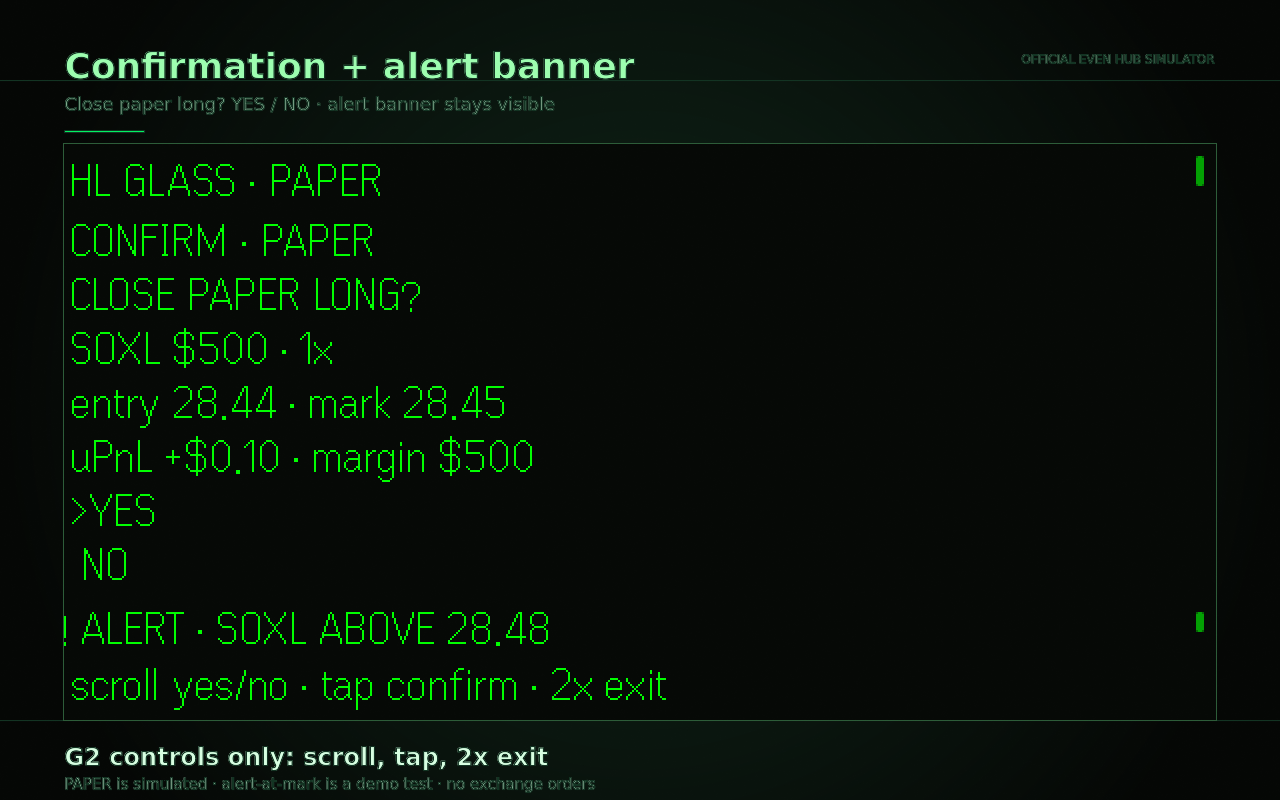 Confirmation + alert banner
OFFICIAL EVEN HUB SIMULATOR
Close paper long? YES / NO · alert banner stays visible
HL GLASS · PAPER
CONFIRM · PAPER
CLOSE PAPER LONG?
SOXL $500 · 1x
entry 28.44 · mark 28.45
uPnL +$0.10 · margin $500
>YES
NO
! ALERT · SOXL ABOVE 28.48
scroll yes/no · tap confirm · 2x exit
G2 controls only: scroll, tap, 2x exit
PAPER is simulated · alert-at-mark is a demo test · no exchange orders